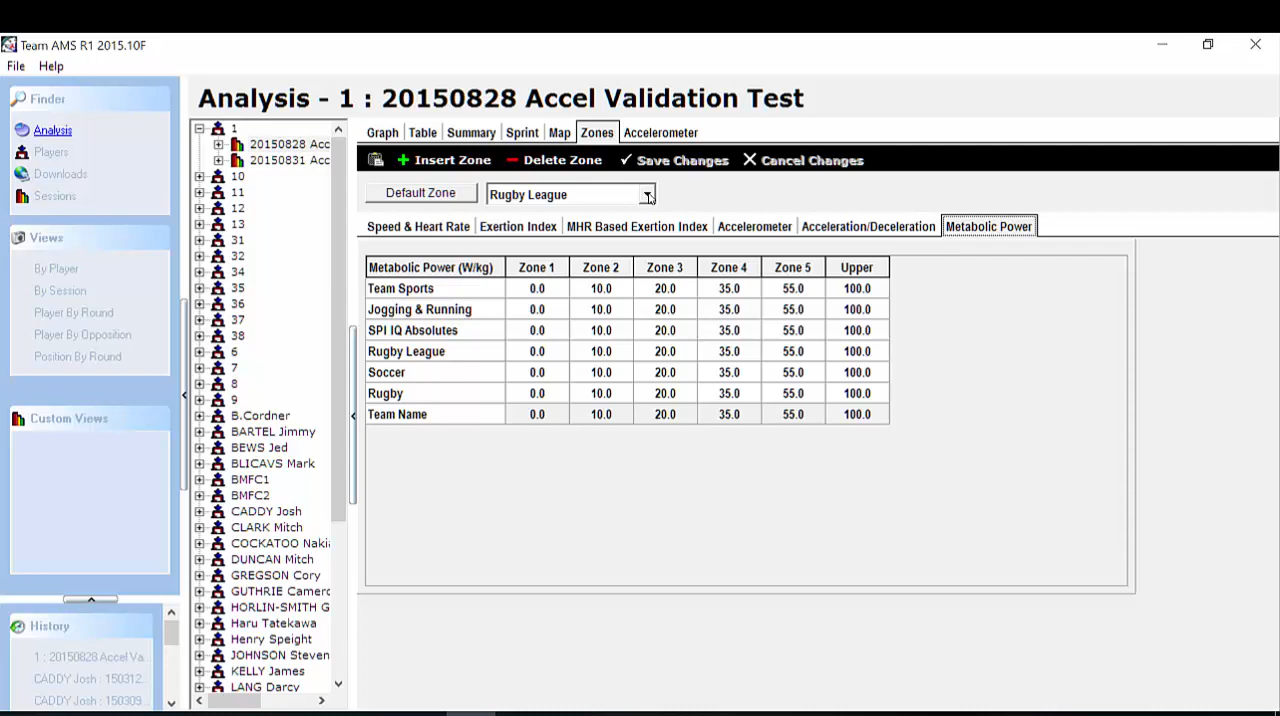 Team AMS R1 2015.10F
File Help
Finder
Analysis
Players
Downloads
Sessions
Views
By Player
By Session
Player By Round
Player By Opposition
Position By Round
Custom Views
History
1 : 20150828 Accel Va...
CADDY Josh : 150312...
CADDY Josh : 150309...
Analysis - 1 : 20150828 Accel Validation Test
1
20150828 Acc
20150831 Acc
10
11
12
13
31
32
34
35
36
37
38
6
7
8
9
B.Cordner
BARTEL Jimmy
BEWS Jed
BLICAVS Mark
BMFC1
BMFC2
CADDY Josh
CLARK Mitch
COCKATOO Naki
DUNCAN Mitch
GREGSON Cory
GUTHRIE Camero
HORLIN-SMITH G
Haru Tatekawa
Henry Speight
JOHNSON Steven
KELLY James
LANG Darcy
Graph Table Summary Sprint Map Zones Accelerometer
Insert Zone Delete Zone Save Changes Cancel Changes
Default Zone Rugby League
Speed & Heart Rate Exertion Index MHR Based Exertion Index Accelerometer Acceleration/Deceleration Metabolic Power
Metabolic Power (W/kg) Zone 1 Zone 2 Zone 3 Zone 4 Zone 5 Upper
Team Sports 0.0 10.0 20.0 35.0 55.0 100.0
Jogging & Running 0.0 10.0 20.0 35.0 55.0 100.0
SPI IQ Absolutes 0.0 10.0 20.0 35.0 55.0 100.0
Rugby League 0.0 10.0 20.0 35.0 55.0 100.0
Soccer 0.0 10.0 20.0 35.0 55.0 100.0
Rugby 0.0 10.0 20.0 35.0 55.0 100.0
Team Name 0.0 10.0 20.0 35.0 55.0 100.0